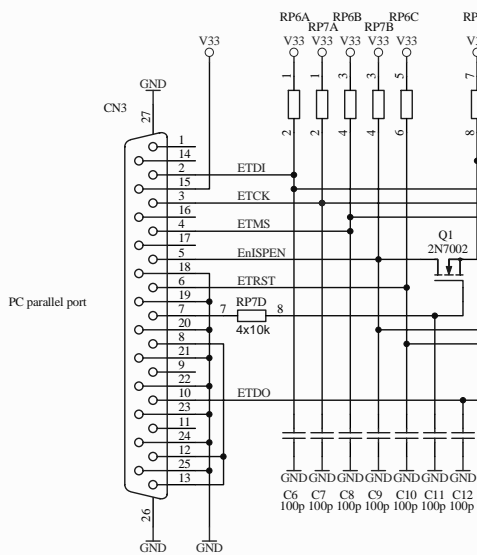 RP6A RP6B RP6C RP
RP7A RP7B
V33 V33 V33 V33 V33 V33 V
1 1 3 3 5 7
2 2 4 4 6 8
GND
CN3
27
1
14
2 ETDI
15
3 ETCK
16
4 ETMS
17
5 EnISPEN
Q1
2N7002
18
6 ETRST
19
PC parallel port
7 7 RP7D 8
4x10k
20
8
21
9
22
10 ETDO
23
11
24
12
25
13
26
GND GND
GND GND GND GND GND GND GND
C6 C7 C8 C9 C10 C11 C12
100p 100p 100p 100p 100p 100p 100p